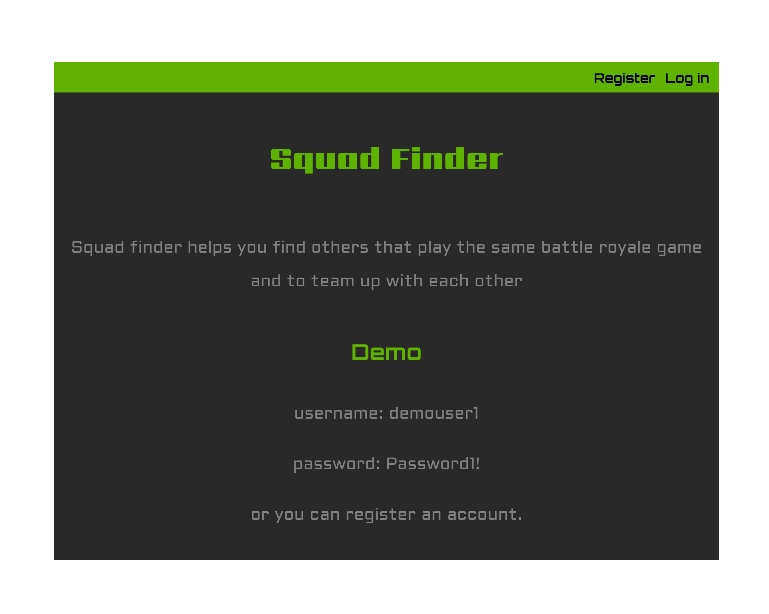 Register Log in
Squad Finder
Squad finder helps you find others that play the same battle royale game
and to team up with each other
Demo
username: demouser1
password: Password1!
or you can register an account.